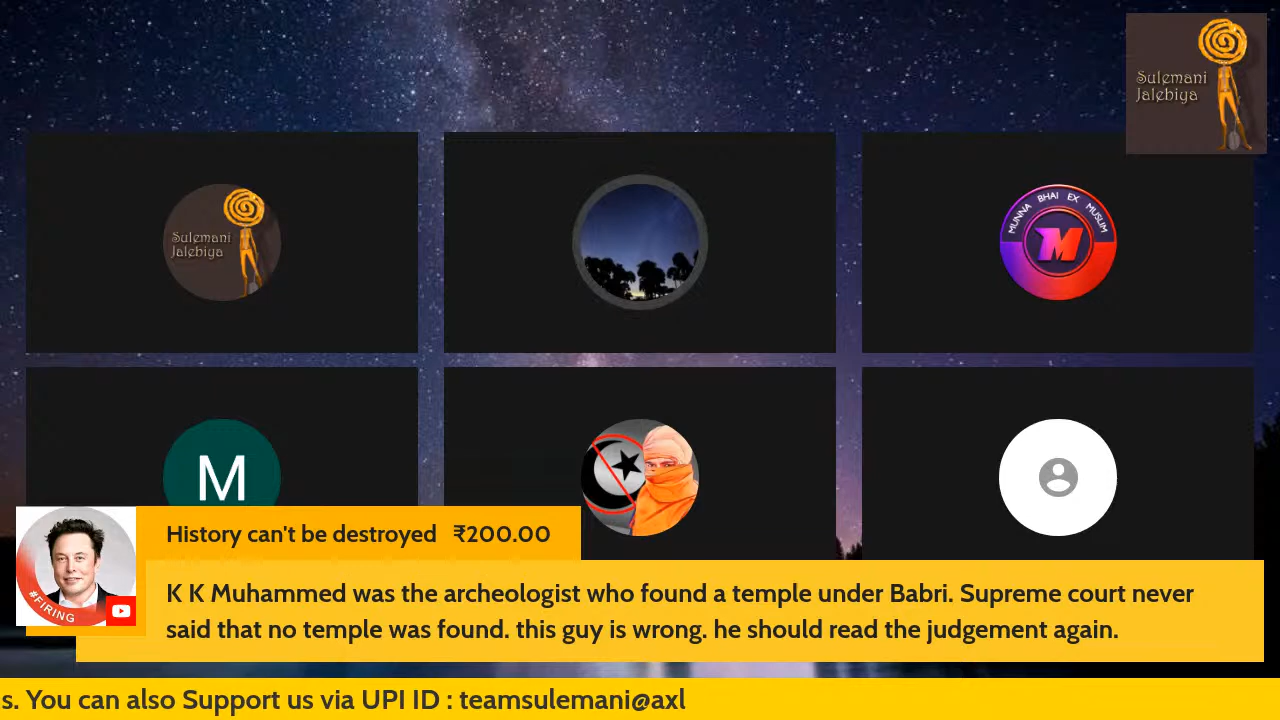 Sulemani
Jalebiya
Sulemani
Jalebiya
MUNNA BHAI EX MUSLIM
M
M
#FIRING
History can't be destroyed ₹200.00
K K Muhammed was the archeologist who found a temple under Babri. Supreme court never
said that no temple was found. this guy is wrong. he should read the judgement again.
s. You can also Support us via UPI ID : teamsulemani@axl